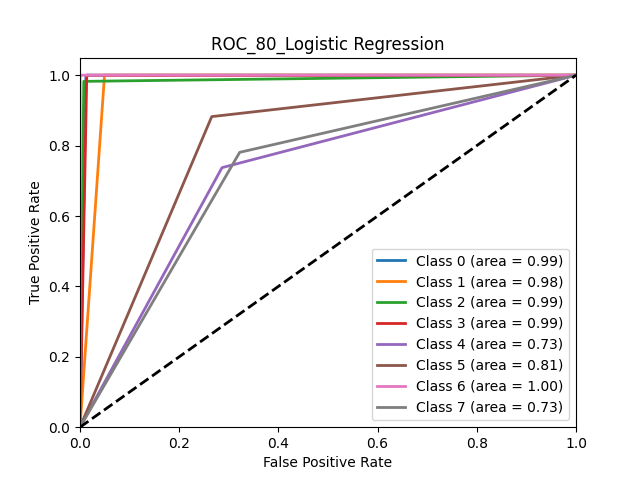 ROC_80_Logistic Regression
1.0
0.8
0.6
0.4
0.2
0.0
True Positive Rate
Class 0 (area = 0.99)
Class 1 (area = 0.98)
Class 2 (area = 0.99)
Class 3 (area = 0.99)
Class 4 (area = 0.73)
Class 5 (area = 0.81)
Class 6 (area = 1.00)
Class 7 (area = 0.73)
0.0 0.2 0.4 0.6 0.8 1.0
False Positive Rate